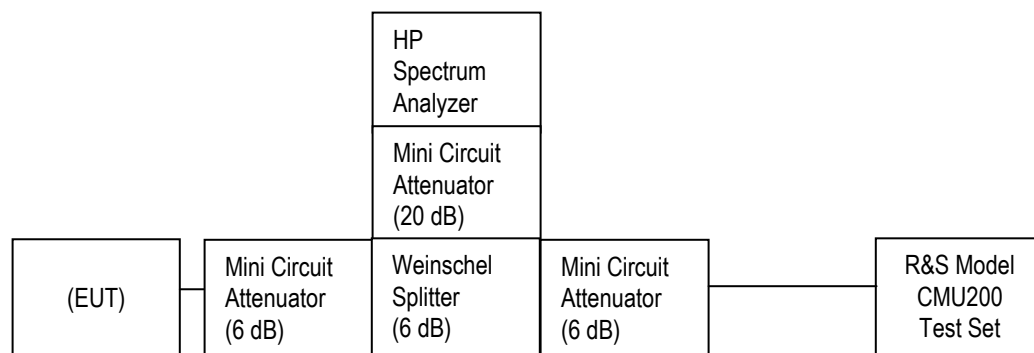 HP
Spectrum
Analyzer
Mini Circuit
Attenuator
(20 dB)
(EUT)
Mini Circuit
Attenuator
(6 dB)
Weinschel
Splitter
(6 dB)
Mini Circuit
Attenuator
(6 dB)
R&S Model
CMU200
Test Set